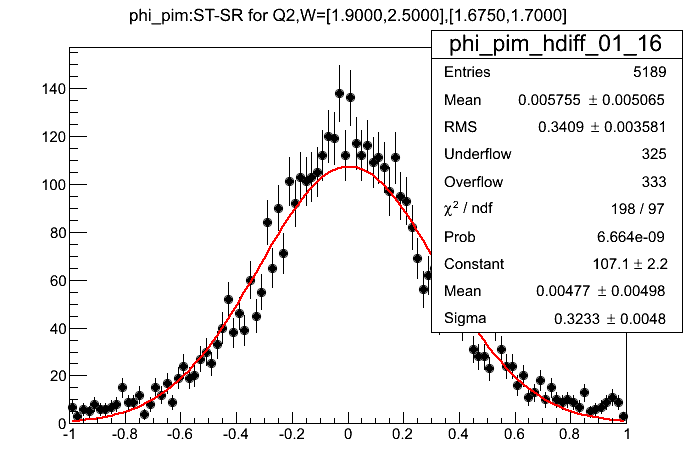 phi_pim:ST-SR for Q2,W=[1.9000,2.5000],[1.6750,1.7000]
phi_pim_hdiff_01_16
Entries 5189
Mean 0.005755 ± 0.005065
RMS 0.3409 ± 0.003581
Underflow 325
Overflow 333
χ² / ndf 198 / 97
Prob 6.664e-09
Constant 107.1 ± 2.2
Mean 0.00477 ± 0.00498
Sigma 0.3233 ± 0.0048
140
120
100
80
60
40
20
0
-1 -0.8 -0.6 -0.4 -0.2 0 0.2 0.4 0.6 0.8 1